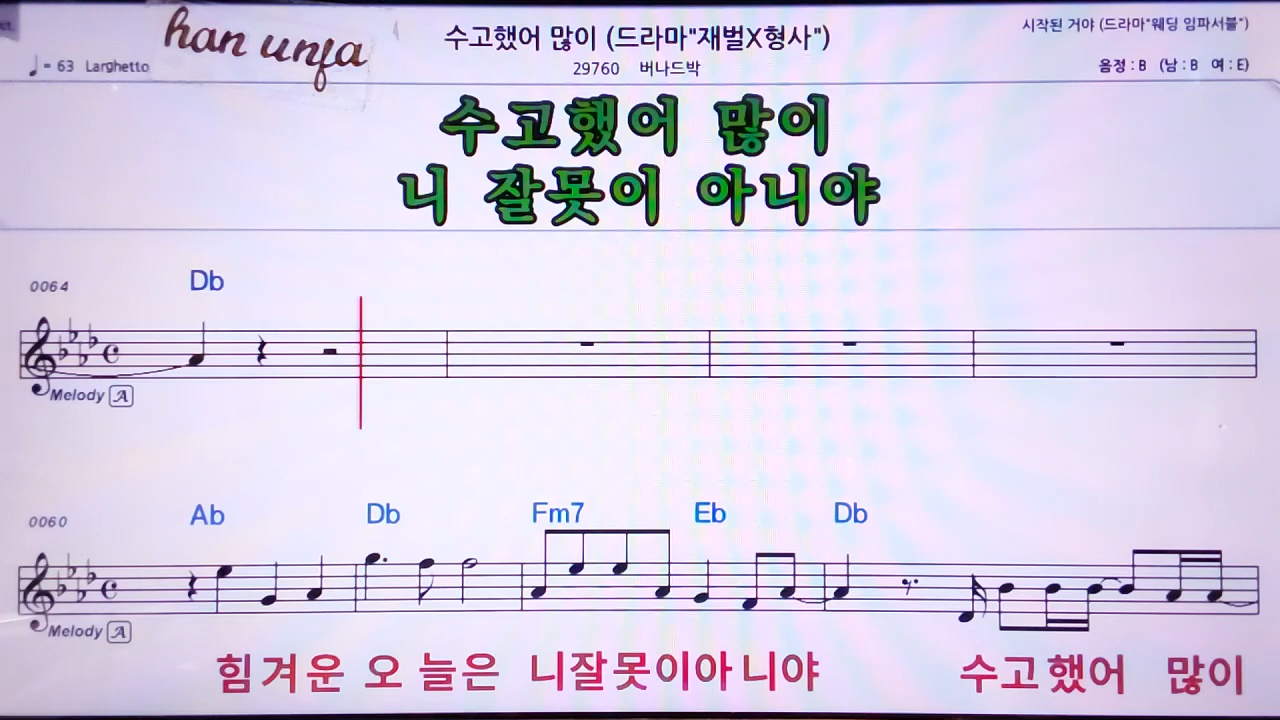 han unfa
수고했어 많이 (드라마"재벌X형사")
시작된 거야 (드라마"웨딩 임파서블")
♩= 63 Larghetto
29760 버나드박
음정 : B (남 : B 여 : E)
수고했어 많이
니 잘못이 아니야
0064 Db
Melody A
0060 Ab Db Fm7 Eb Db
Melody A
힘겨운 오늘은 니잘못이아니야 수고했어 많이